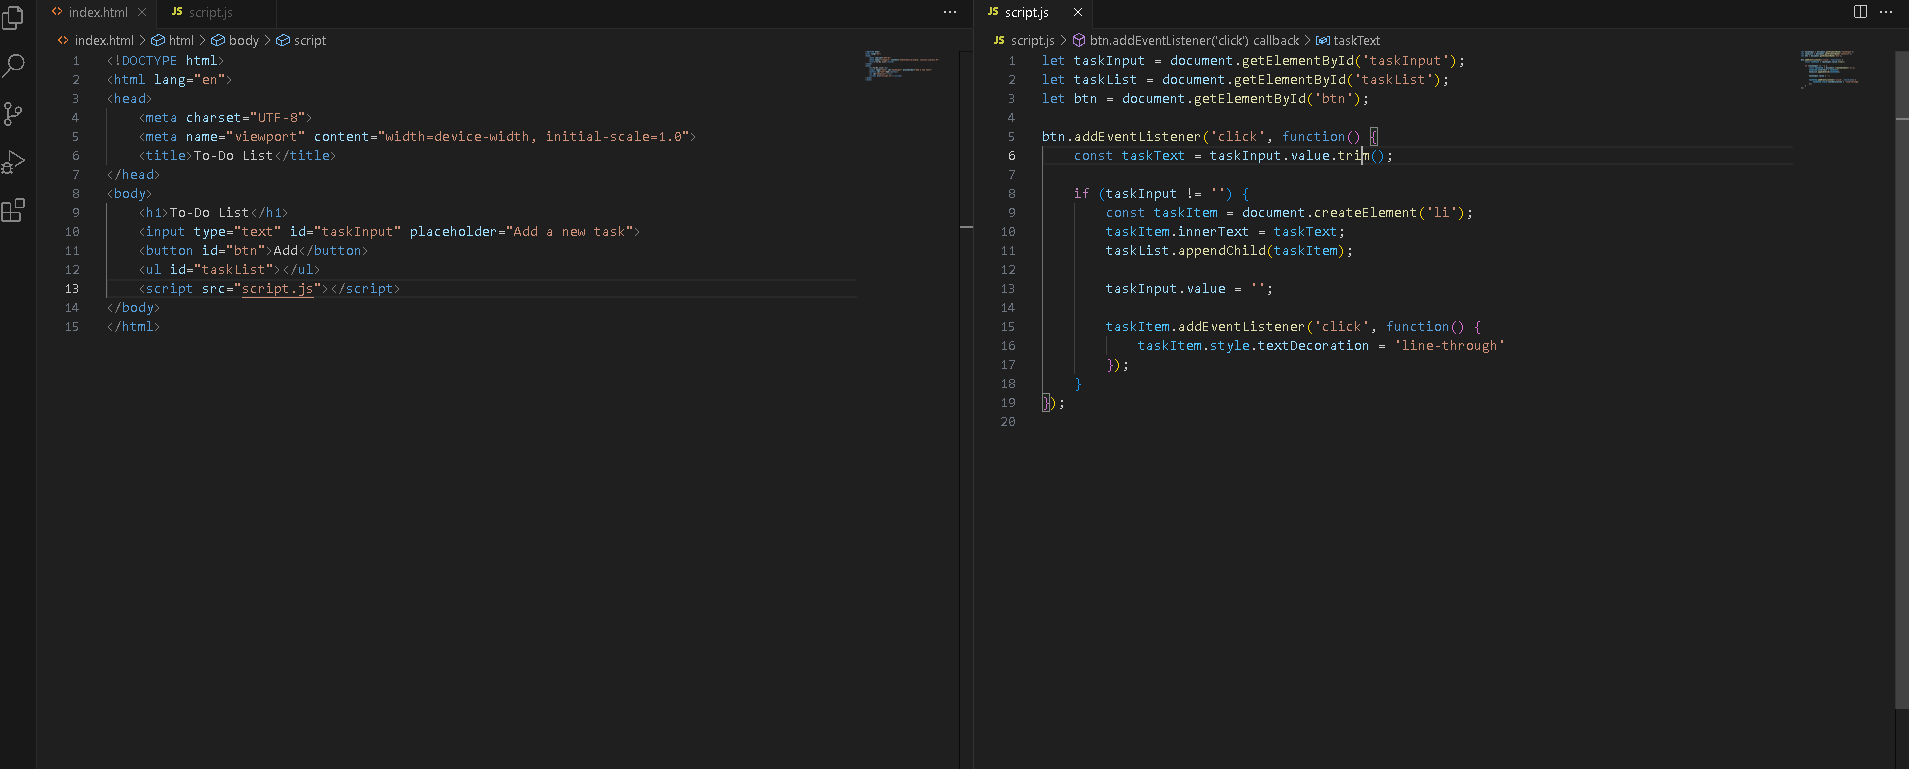 index.html
script.js
index.html > html > body > script
1 <!DOCTYPE html>
2 <html lang="en">
3 <head>
4 <meta charset="UTF-8">
5 <meta name="viewport" content="width=device-width, initial-scale=1.0">
6 <title>To-Do List</title>
7 </head>
8 <body>
9 <h1>To-Do List</h1>
10 <input type="text" id="taskInput" placeholder="Add a new task">
11 <button id="btn">Add</button>
12 <ul id="taskList"></ul>
13 <script src="script.js"></script>
14 </body>
15 </html>
JS script.js
JS script.js > btn.addEventListener('click') callback > taskText
1 let taskInput = document.getElementById('taskInput');
2 let taskList = document.getElementById('taskList');
3 let btn = document.getElementById('btn');
4
5 btn.addEventListener('click', function() {
6 const taskText = taskInput.value.trim();
7
8 if (taskInput != '') {
9 const taskItem = document.createElement('li');
10 taskItem.innerText = taskText;
11 taskList.appendChild(taskItem);
12
13 taskInput.value = '';
14
15 taskItem.addEventListener('click', function() {
16 taskItem.style.textDecoration = 'line-through'
17 });
18 }
19 });
20